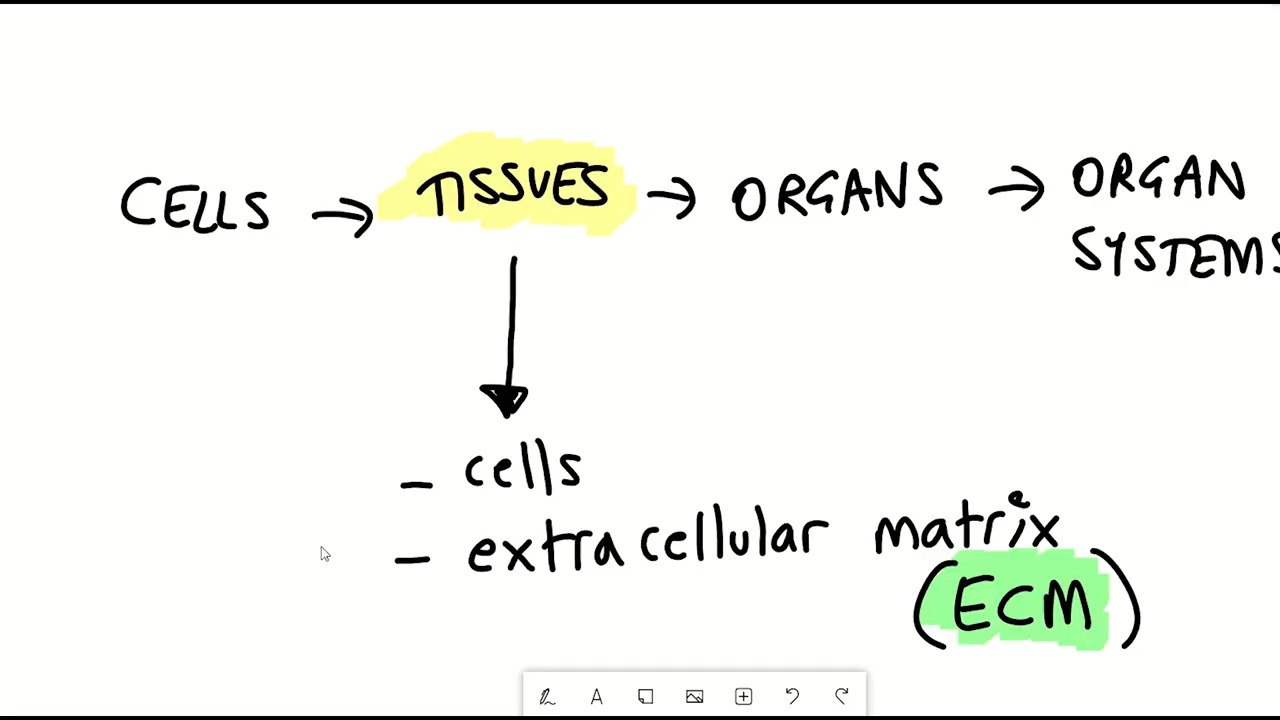 CELLS → TISSUES → ORGANS → ORGAN
SYSTEMS
- cells
- extracellular matrix
(ECM)